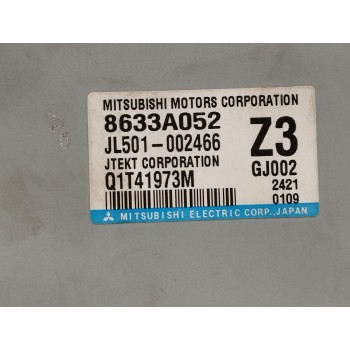 MITSUBISHI MOTORS CORPORATION
8633A052 Z3
JL501-002466
JTEKT CORPORATION GJ002
Q1T41973M 2421
0109
MITSUBISHI ELECTRIC CORP., JAPAN